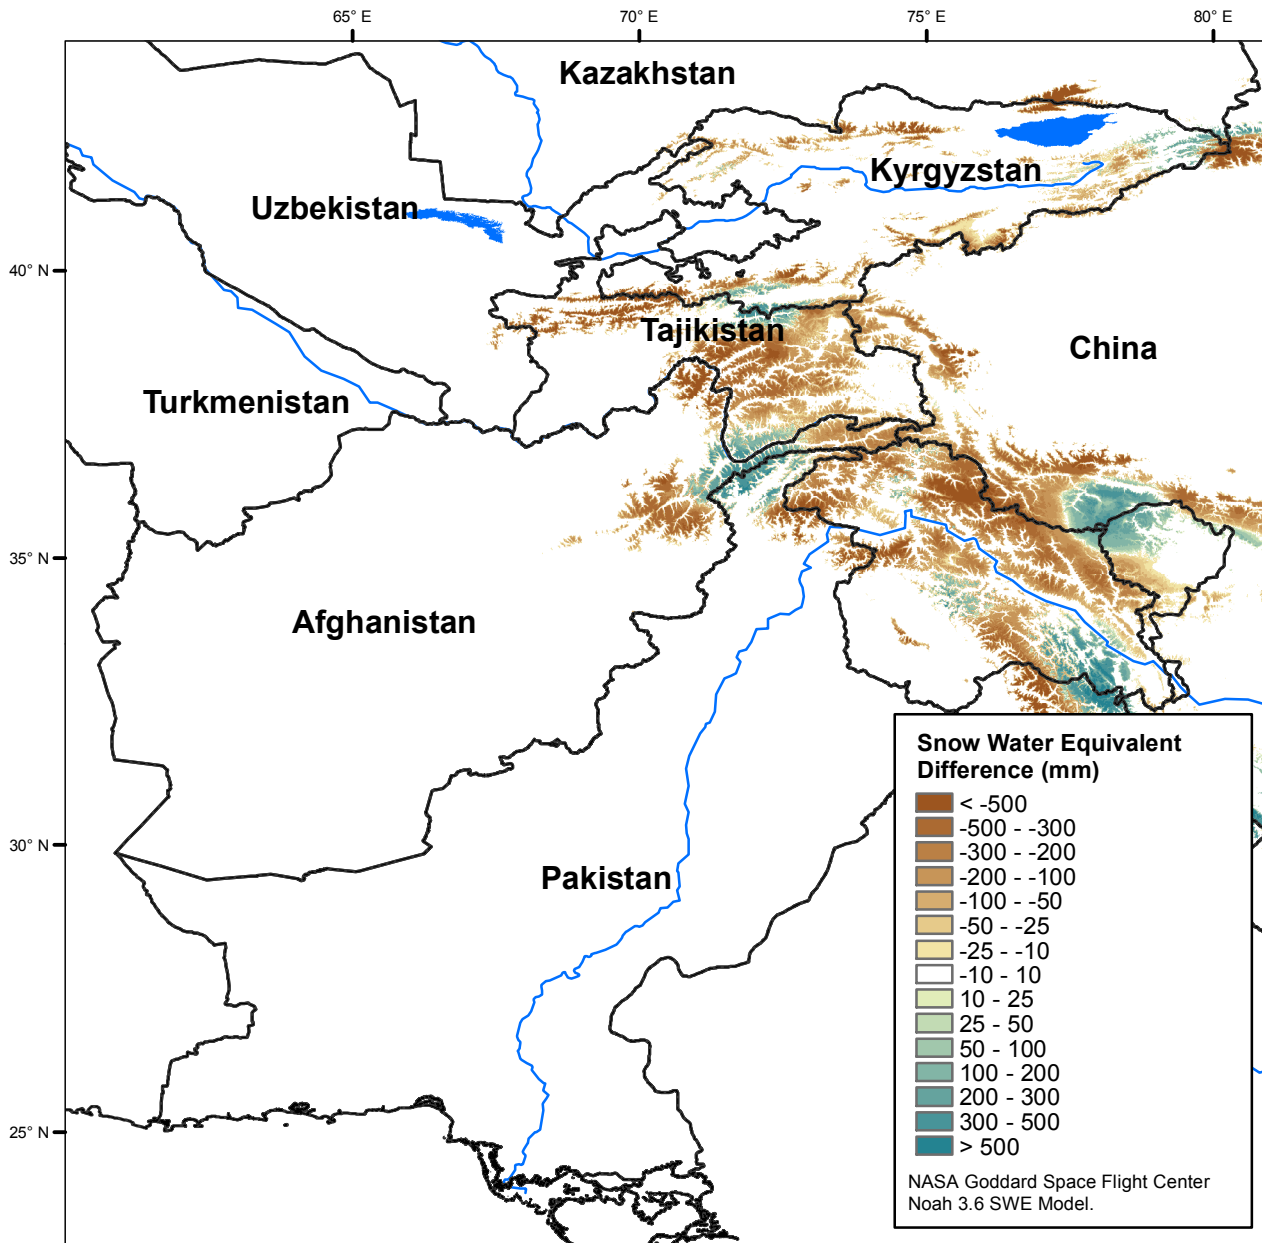 65° E
70° E
75° E
80° E
Kazakhstan
Kyrgyzstan
Uzbekistan
40° N
Tajikistan
China
Turkmenistan
35° N
Afghanistan
30° N
Pakistan
25° N
Snow Water Equivalent
Difference (mm)
< -500
-500 - -300
-300 - -200
-200 - -100
-100 - -50
-50 - -25
-25 - -10
-10 - 10
10 - 25
25 - 50
50 - 100
100 - 200
200 - 300
300 - 500
> 500
NASA Goddard Space Flight Center
Noah 3.6 SWE Model.